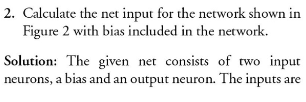 2. Calculate the net input for the network shown in
Figure 2 with bias included in the network.
Solution: The given net consists of two input
neurons, a bias and an output neuron. The inputs are